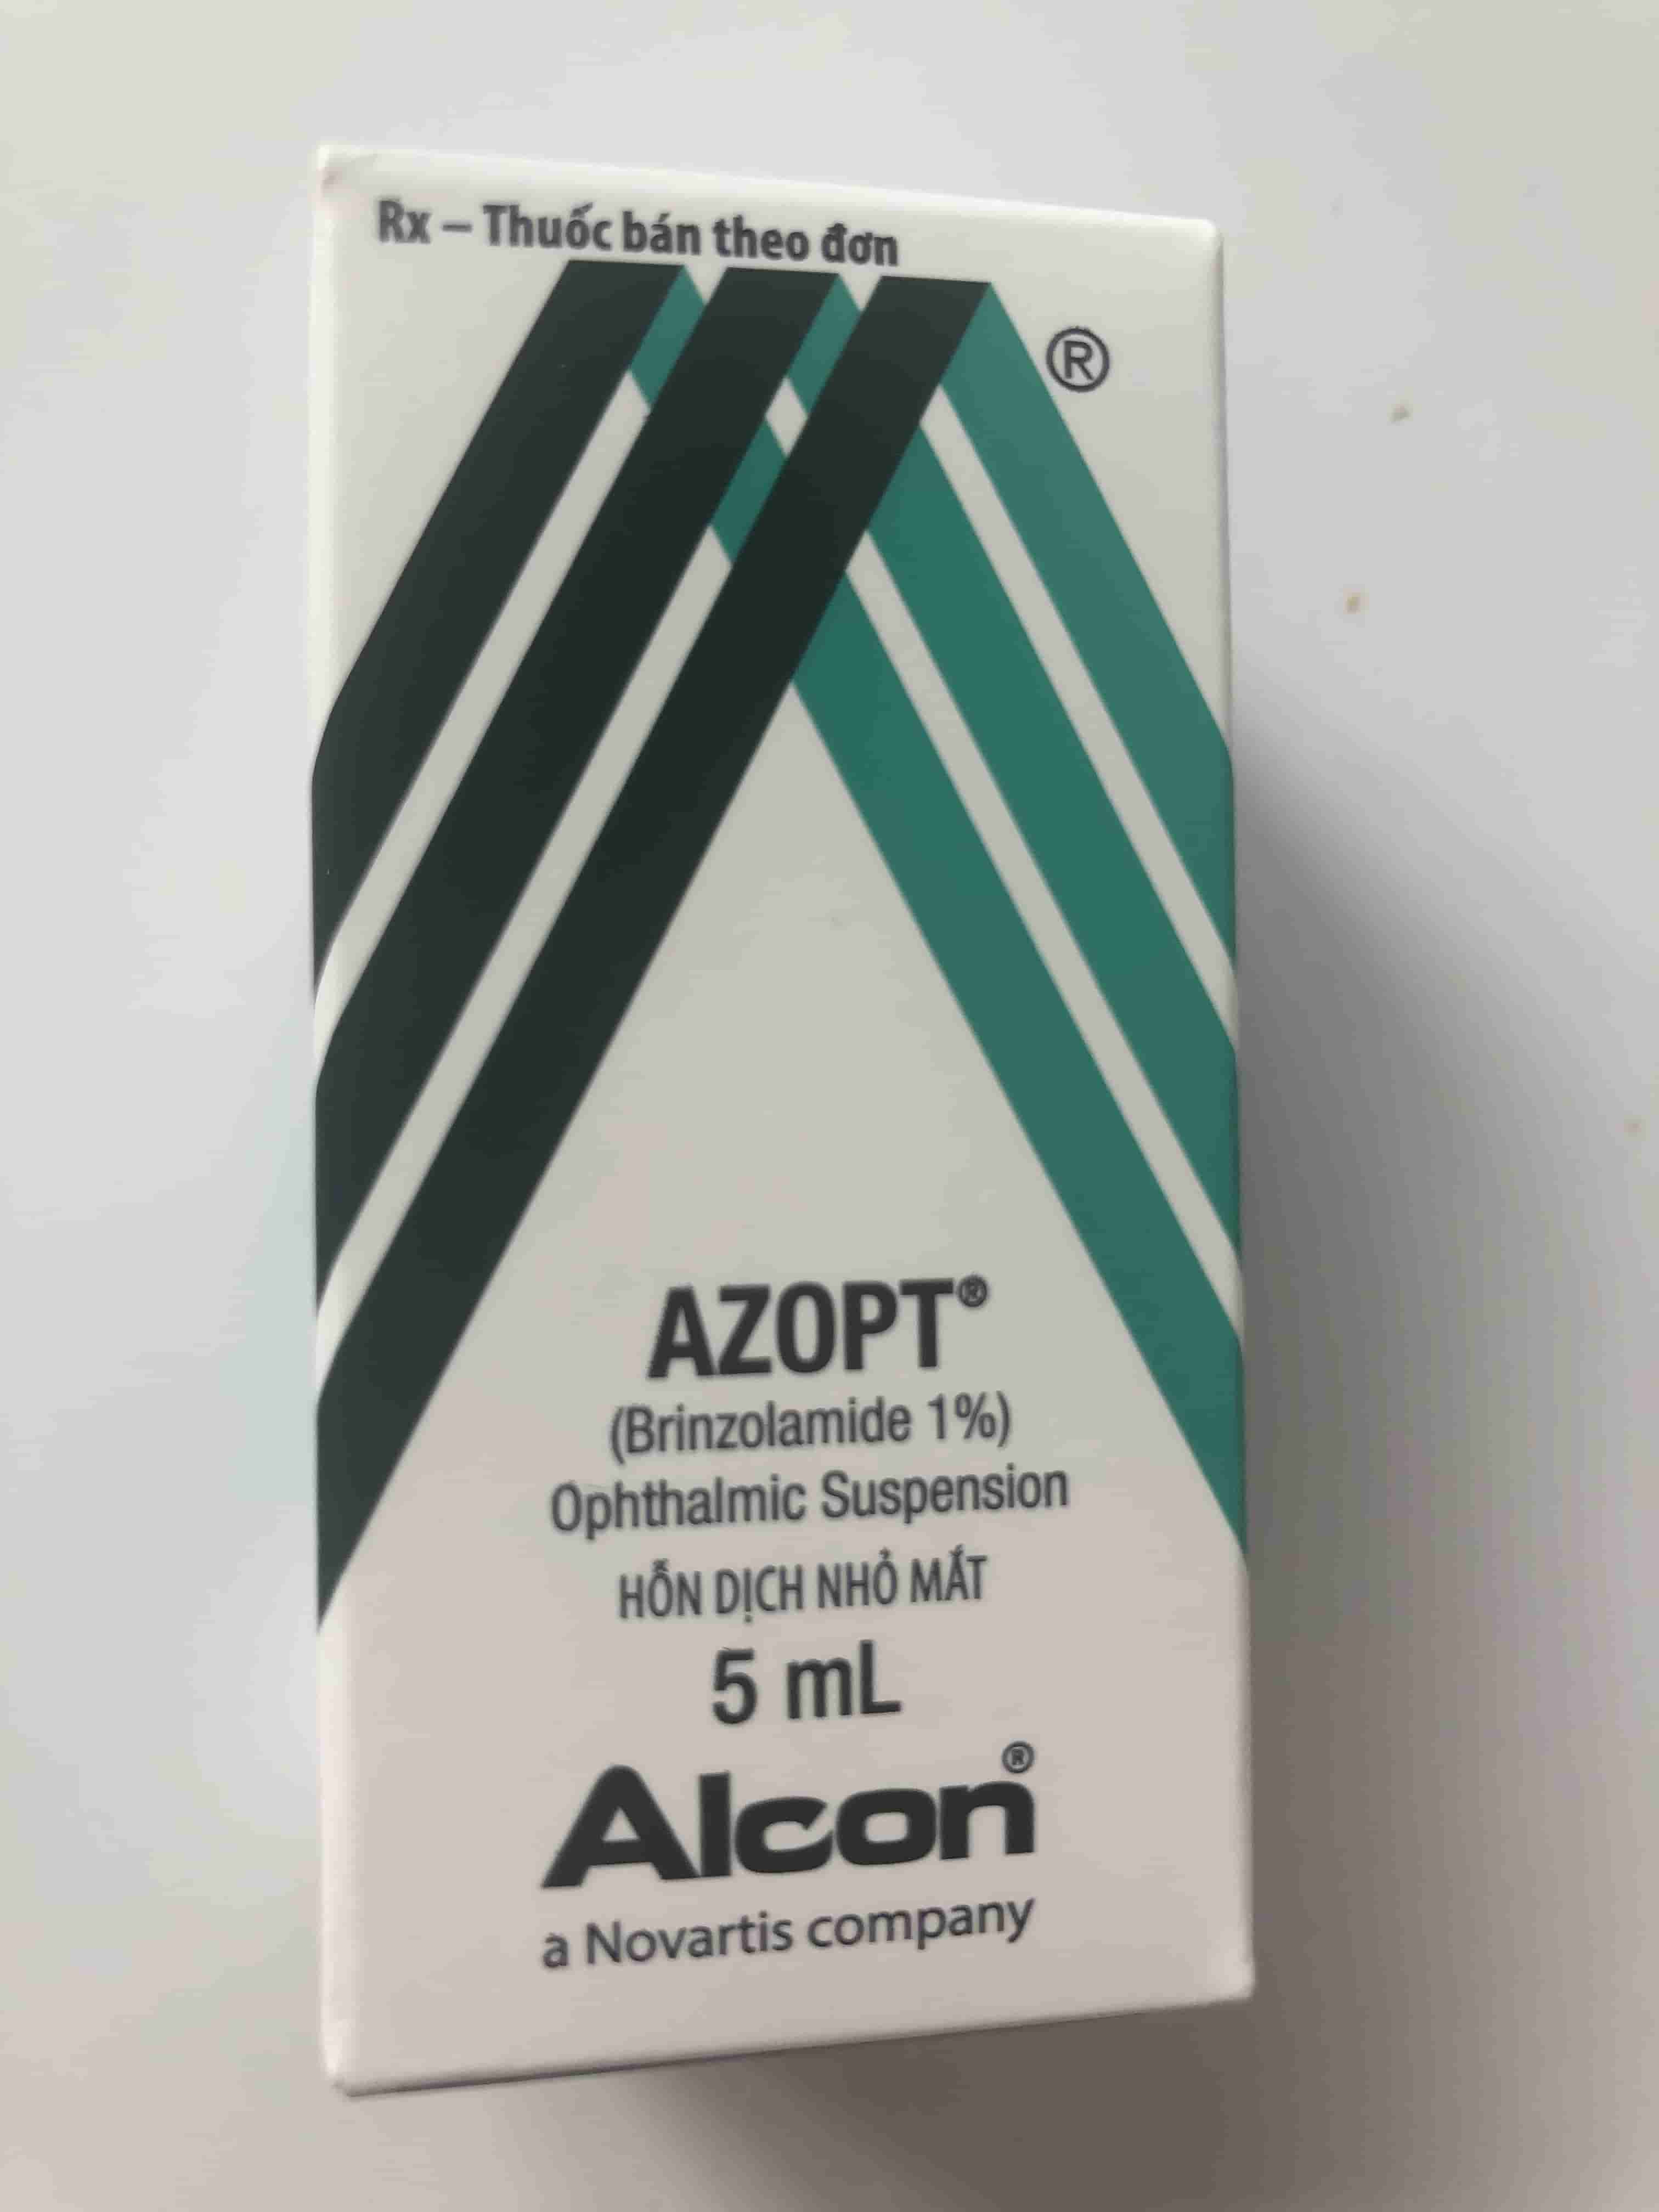 Rx – Thuốc bán theo đơn
®
AZOPT®
(Brinzolamide 1%)
Ophthalmic Suspension
HỖN DỊCH NHỎ MẮT
5 mL
Alcon®
a Novartis company